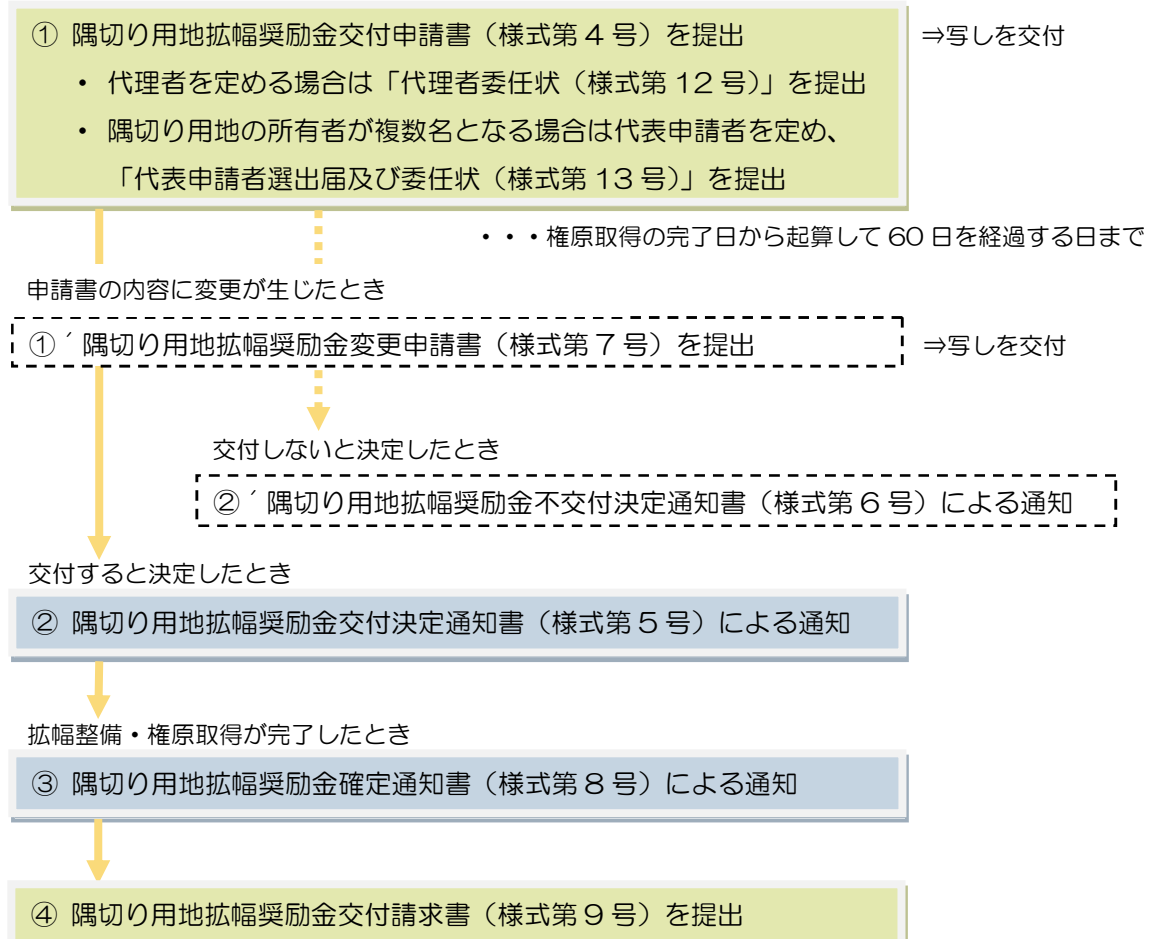 ① 隅切り用地拡幅奨励金交付申請書（様式第４号）を提出
⇒写しを交付
・ 代理者を定める場合は「代理者委任状（様式第 12 号）」を提出
・ 隅切り用地の所有者が複数名となる場合は代表申請者を定め、
「代表申請者選出届及び委任状（様式第 13 号）」を提出
・・・権原取得の完了日から起算して 60 日を経過する日まで
申請書の内容に変更が生じたとき
①´隅切り用地拡幅奨励金変更申請書（様式第７号）を提出
⇒写しを交付
交付しないと決定したとき
②´隅切り用地拡幅奨励金不交付決定通知書（様式第６号）による通知
交付すると決定したとき
② 隅切り用地拡幅奨励金交付決定通知書（様式第５号）による通知
拡幅整備・権原取得が完了したとき
③ 隅切り用地拡幅奨励金確定通知書（様式第８号）による通知
④ 隅切り用地拡幅奨励金交付請求書（様式第９号）を提出